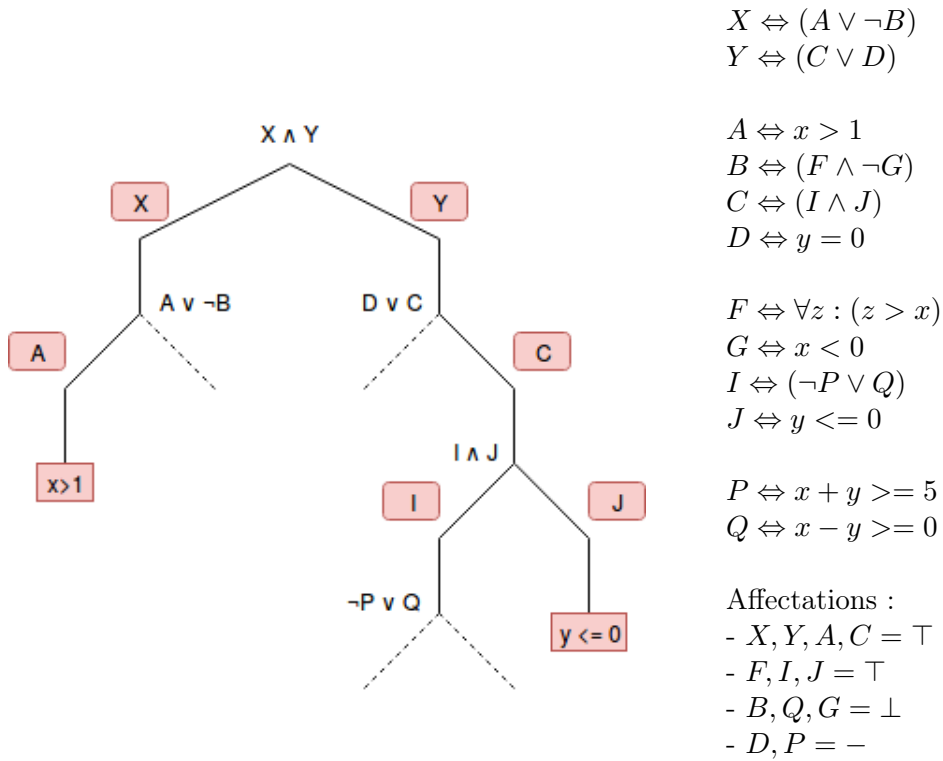 X ∧ Y
X
Y
A ∨ ¬B
D ∨ C
A
C
x>1
I ∧ J
I
J
¬P ∨ Q
y <= 0
X ⇔ (A ∨ ¬B)
Y ⇔ (C ∨ D)
A ⇔ x > 1
B ⇔ (F ∧ ¬G)
C ⇔ (I ∧ J)
D ⇔ y = 0
F ⇔ ∀z : (z > x)
G ⇔ x < 0
I ⇔ (¬P ∨ Q)
J ⇔ y <= 0
P ⇔ x + y >= 5
Q ⇔ x − y >= 0
Affectations :
- X, Y, A, C = ⊤
- F, I, J = ⊤
- B, Q, G = ⊥
- D, P = −